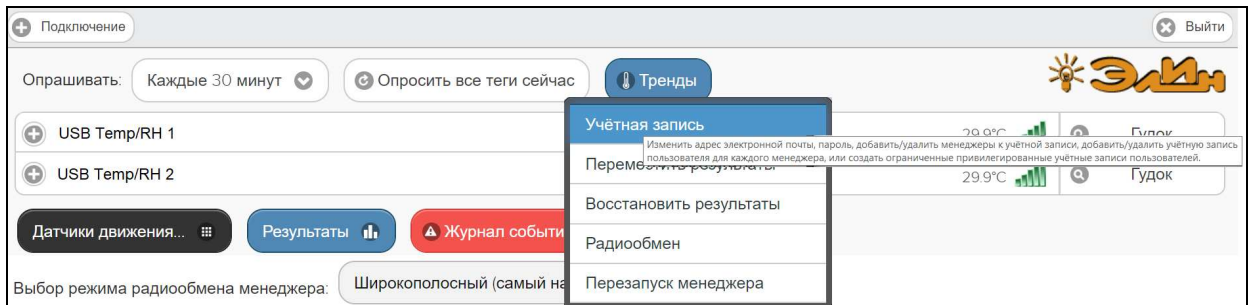 Подключение
Выйти
Опрашивать: Каждые 30 минут Опросить все теги сейчас Тренды
ЭлИн
USB Temp/RH 1 29.9°C Гудок
USB Temp/RH 2 29.9°C Гудок
Учётная запись
Изменить адрес электронной почты, пароль, добавить/удалить менеджеры к учётной записи, добавить/удалить учётную запись
пользователя для каждого менеджера, или создать ограниченные привилегированные учётные записи пользователей.
Переместить результаты
Восстановить результаты
Радиообмен
Перезапуск менеджера
Датчики движения... Результаты Журнал событи
Выбор режима радиообмена менеджера: Широкополосный (самый на